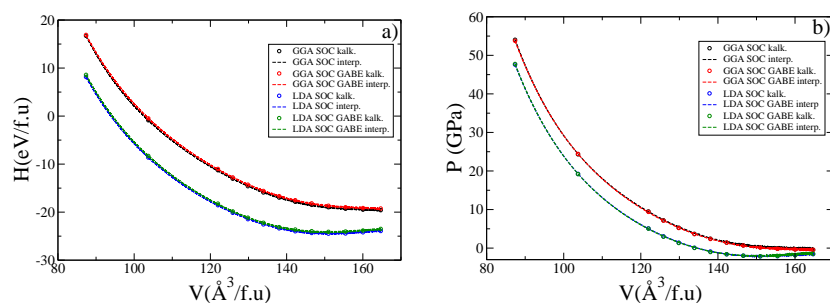 a)
20
10
0
-10
-20
-30
H(eV/f.u)
GGA SOC kalk.
GGA SOC interp.
GGA SOC GABE kalk.
GGA SOC GABE interp.
LDA SOC kalk.
LDA SOC interp.
LDA SOC GABE kalk.
LDA SOC GABE interp.
80
100
120
140
160
V(Å³/f.u)
b)
60
50
40
30
20
10
0
P (GPa)
GGA SOC kalk.
GGA SOC interp.
GGA SOC GABE kalk.
GGA SOC GABE interp.
LDA SOC kalk.
LDA SOC GABE interp
LDA SOC GABE kalk.
LDA SOC GABE interp.
80
100
120
140
160
V(Å³/f.u)